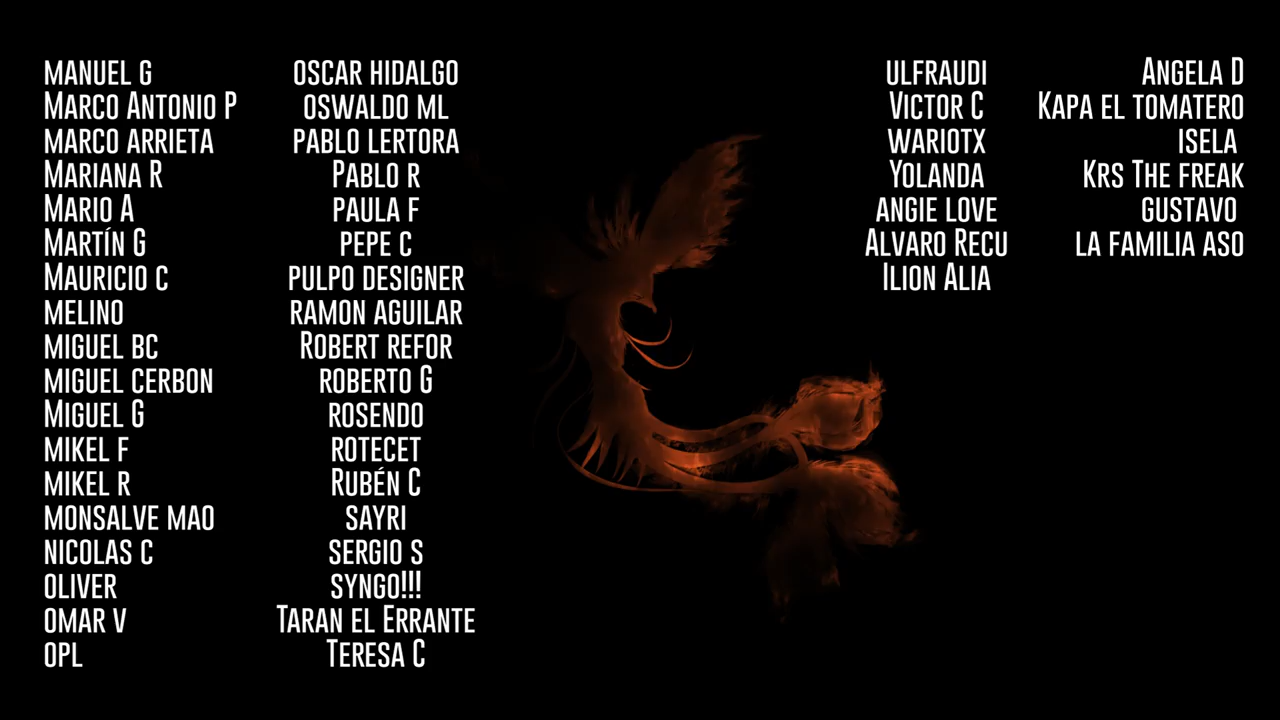 MANUEL G
MARCO ANTONIO P
MARCO ARRIETA
MARIANA R
MARIO A
MARTÍN G
MAURICIO C
MELINO
MIGUEL BC
MIGUEL CERBON
MIGUEL G
MIKEL F
MIKEL R
MONSALVE MAO
NICOLAS C
OLIVER
OMAR V
OPL
OSCAR HIDALGO
OSWALDO ML
PABLO LERTORA
PABLO R
PAULA F
PEPE C
PULPO DESIGNER
RAMON AGUILAR
ROBERT REFOR
ROBERTO G
ROSENDO
ROTECET
RUBÉN C
SAYRI
SERGIO S
SYNGO!!!
TARAN EL ERRANTE
TERESA C
ULFRAUDI
VICTOR C
WARIOTX
YOLANDA
ANGIE LOVE
ALVARO RECU
ILION ALIA
ANGELA D
KAPA EL TOMATERO
ISELA
KRS THE FREAK
GUSTAVO
LA FAMILIA ASO